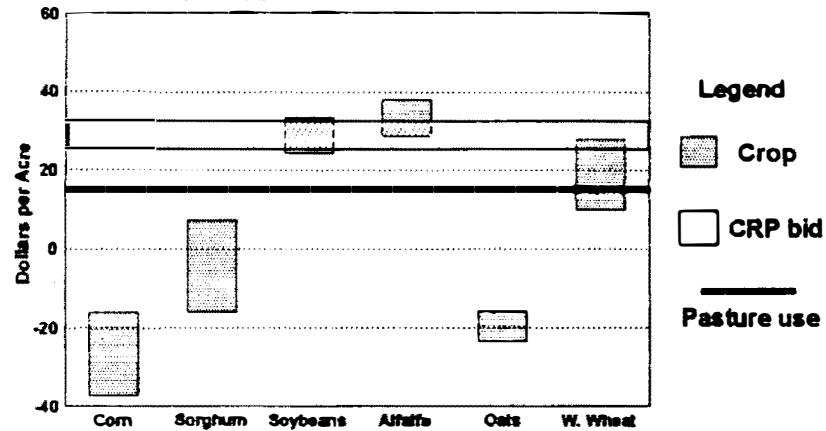 60
40
20
0
-20
-40
Dollars per Acre
Corn
Sorghum
Soybeans
Alfalfa
Oats
W. Wheat
Legend
Crop
CRP bid
Pasture use